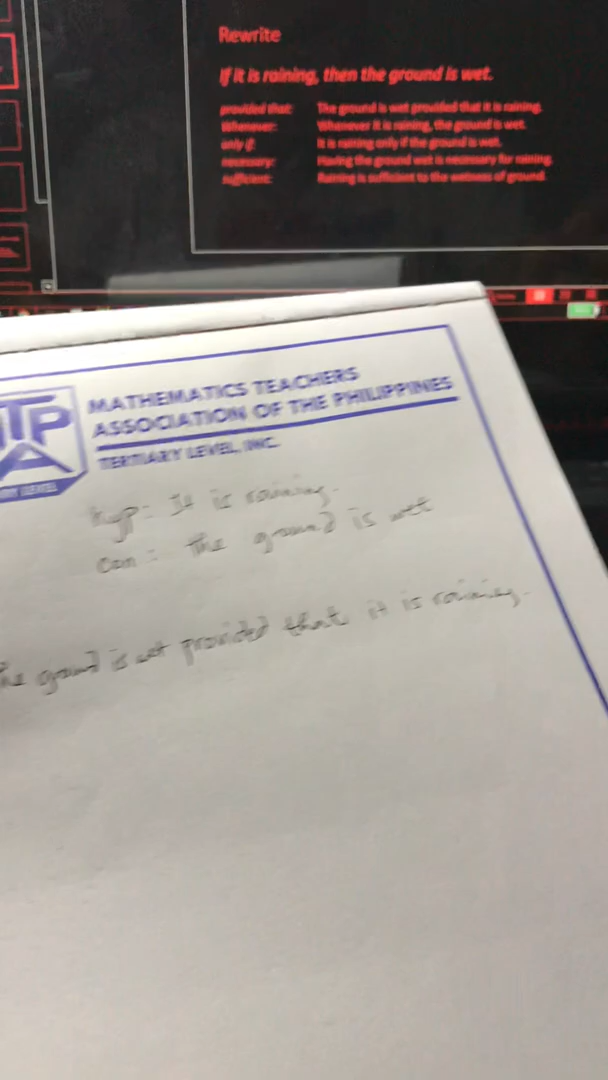 Rewrite
If it is raining, then the ground is wet.
provided that: The ground is wet provided that it is raining.
Whenever: Whenever it is raining, the ground is wet.
only if: It is raining only if the ground is wet.
necessary: Having the ground wet is necessary for raining.
sufficient: Raining is sufficient to the wetness of ground.
MATHEMATICS TEACHERS
ASSOCIATION OF THE PHILIPPINES
TERTIARY LEVEL, INC.
hyp: It is raining.
con: The ground is wet
The ground is wet provided that it is raining.